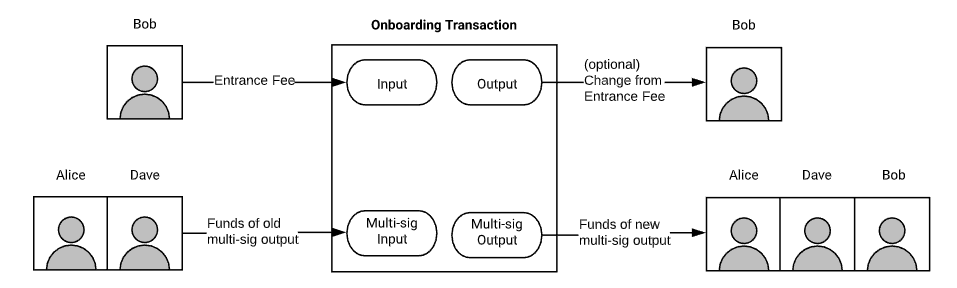 Onboarding Transaction
Bob
Entrance Fee
Input
Output
(optional)
Change from
Entrance Fee
Bob
Alice
Dave
Funds of old
multi-sig output
Multi-sig
Input
Multi-sig
Output
Funds of new
multi-sig output
Alice
Dave
Bob